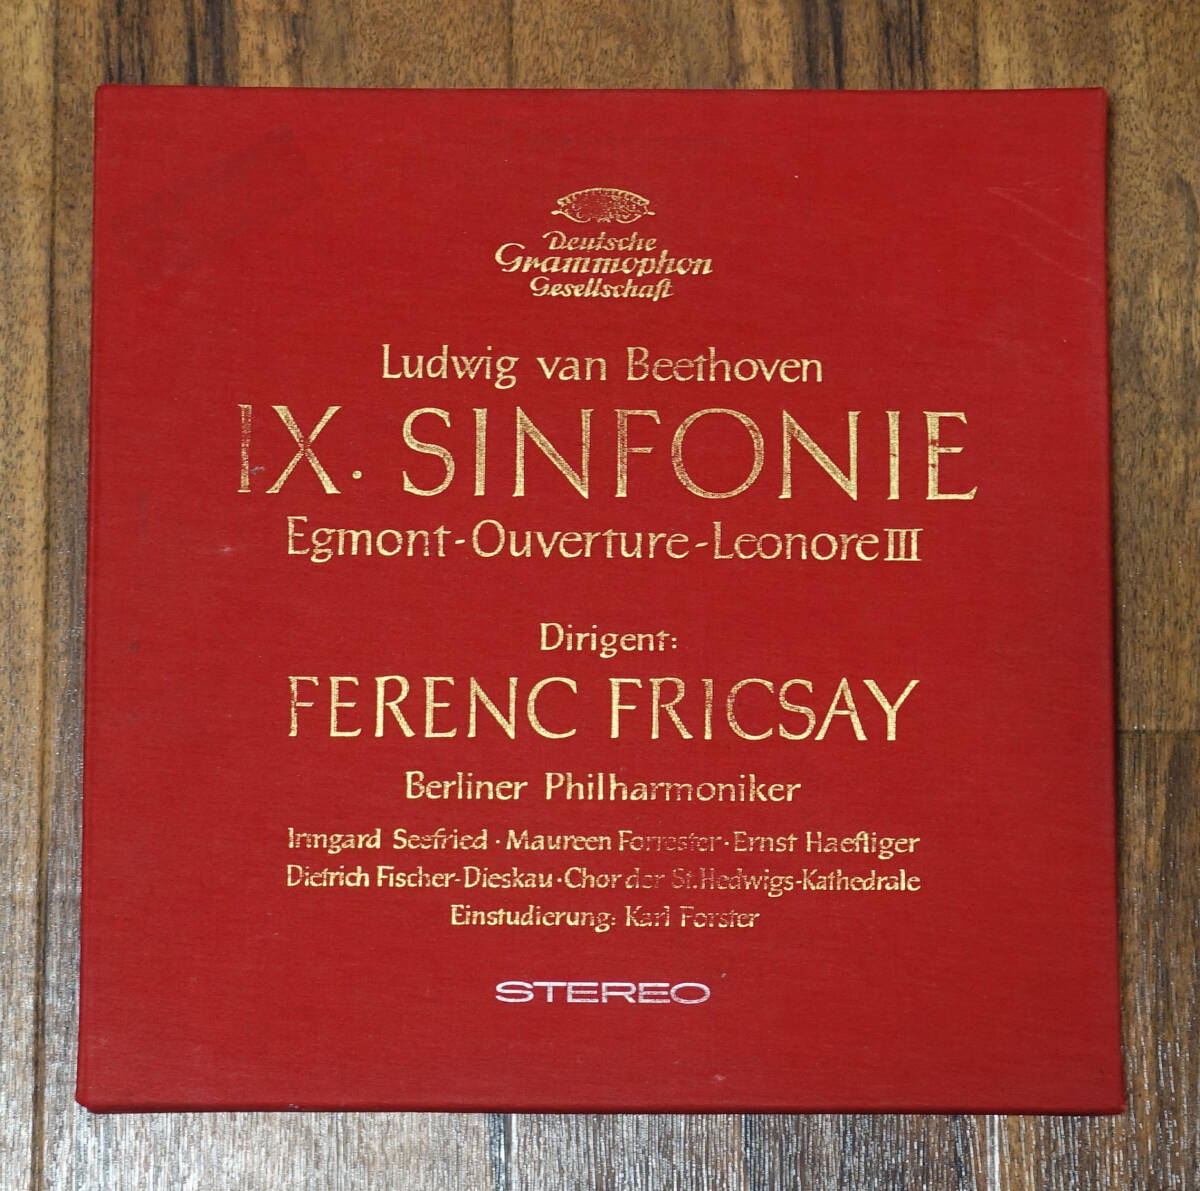 Deutsche
Grammophon
Gesellschaft
Ludwig van Beethoven
IX. SINFONIE
Egmont-Ouverture-Leonore III
Dirigent:
FERENC FRICSAY
Berliner Philharmoniker
Irmgard Seefried · Maureen Forrester · Ernst Haefliger
Dietrich Fischer-Dieskau · Chor der St. Hedwigs-Kathedrale
Einstudierung: Karl Forster
STEREO